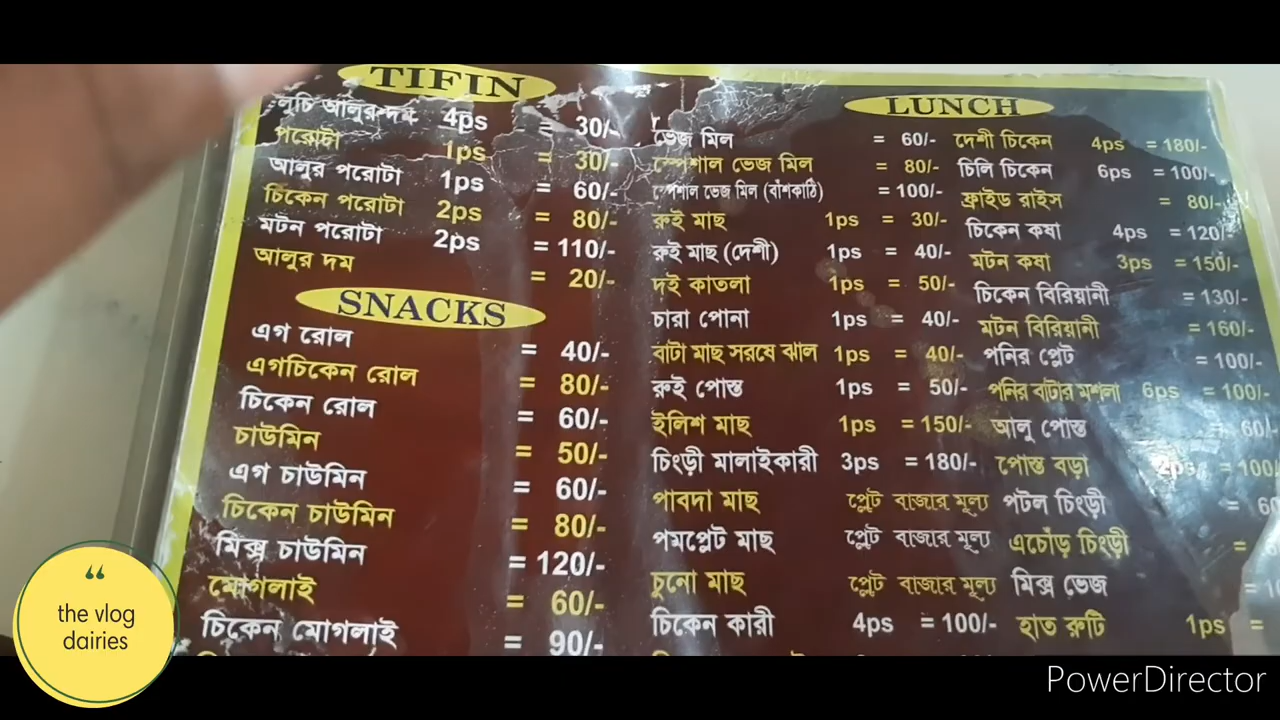 TIFIN
লুচি আলুর দম 4ps = 30/-
পরোটা 1ps = 30/-
আলুর পরোটা 1ps = 60/-
চিকেন পরোটা 2ps = 80/-
মটন পরোটা 2ps = 110/-
আলুর দম = 20/-
SNACKS
এগ রোল = 40/-
এগচিকেন রোল = 80/-
চিকেন রোল = 60/-
চাউমিন = 50/-
এগ চাউমিন = 60/-
চিকেন চাউমিন = 80/-
মিক্স চাউমিন = 120/-
মোগলাই = 60/-
চিকেন মোগলাই = 90/-
LUNCH
ভেজ মিল = 60/-
স্পেশাল ভেজ মিল = 80/-
স্পেশাল ভেজ মিল (বাঁশকাঠি) = 100/-
রুই মাছ 1ps = 30/-
রুই মাছ (দেশী) 1ps = 40/-
দই কাতলা 1ps = 50/-
চারা পোনা 1ps = 40/-
বাটা মাছ সরষে ঝাল 1ps = 40/-
রুই পোস্ত 1ps = 50/-
ইলিশ মাছ 1ps = 150/-
চিংড়ী মালাইকারী 3ps = 180/-
পাবদা মাছ প্লেট বাজার মূল্য
পমপ্লেট মাছ প্লেট বাজার মূল্য
চুনো মাছ প্লেট বাজার মূল্য
চিকেন কারী 4ps = 100/-
দেশী চিকেন 4ps = 180/-
চিলি চিকেন 6ps = 100/-
ফ্রাইড রাইস = 80/-
চিকেন কষা 4ps = 120/-
মটন কষা 3ps = 150/-
চিকেন বিরিয়ানী = 130/-
মটন বিরিয়ানী = 160/-
পনির প্লেট = 100/-
পনির বাটার মশলা 6ps = 100/-
আলু পোস্ত = 60/-
পোস্ত বড়া 2ps = 100/
পটল চিংড়ী =
এচোঁড় চিংড়ী =
মিক্স ভেজ =
হাত রুটি 1ps =
the vlog
dairies
PowerDirector